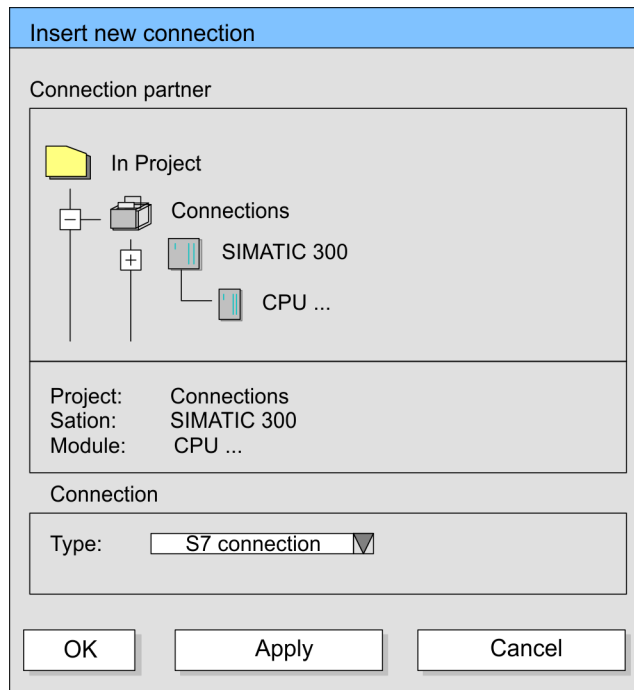 Insert new connection
Connection partner
In Project
Connections
SIMATIC 300
CPU ...
Project: Connections
Sation: SIMATIC 300
Module: CPU ...
Connection
Type: S7 connection
OK Apply Cancel